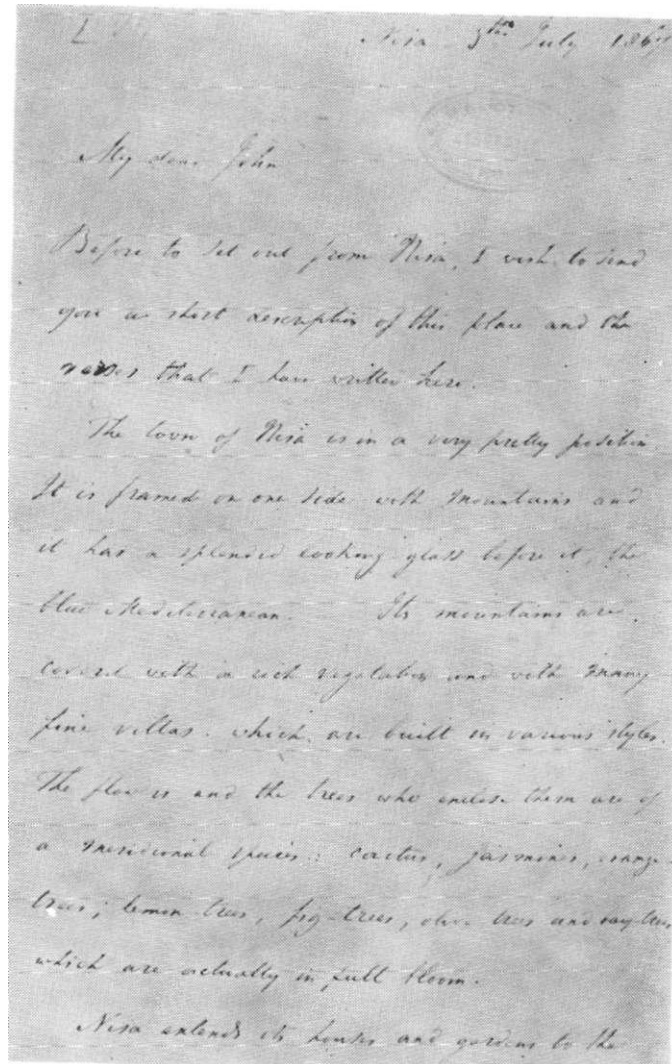 Nisa 3th July 186
My dear John
Before to set out from Nisa, I wish to send
you a short description of this place and the
verses that I have written here.
The town of Nisa is in a very pretty position
It is framed on one side with mountains and
it has a splendid looking glass before it, the
blue Mediterranean. Its mountains are
covered with a rich vegetation and with many
fine villas. which are built in various styles.
The flowers and the trees who enclose them are of
a meridional species: cactus, jasmines, orange
trees; lemon trees, fig-trees, olive trees and
which are actually in full bloom.
Nisa extends its houses and gardens to the